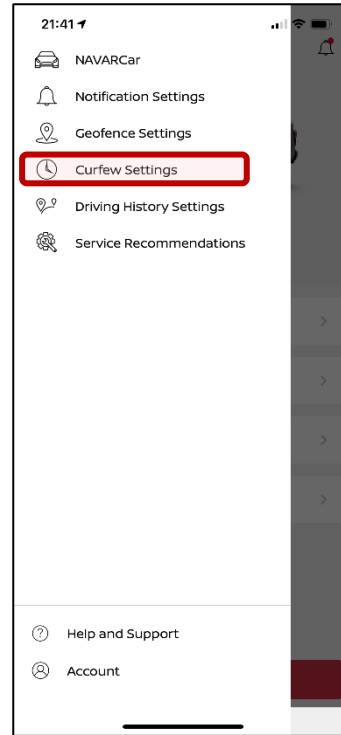 21:41
NAVARCar
Notification Settings
Geofence Settings
Curfew Settings
Driving History Settings
Service Recommendations
Help and Support
Account